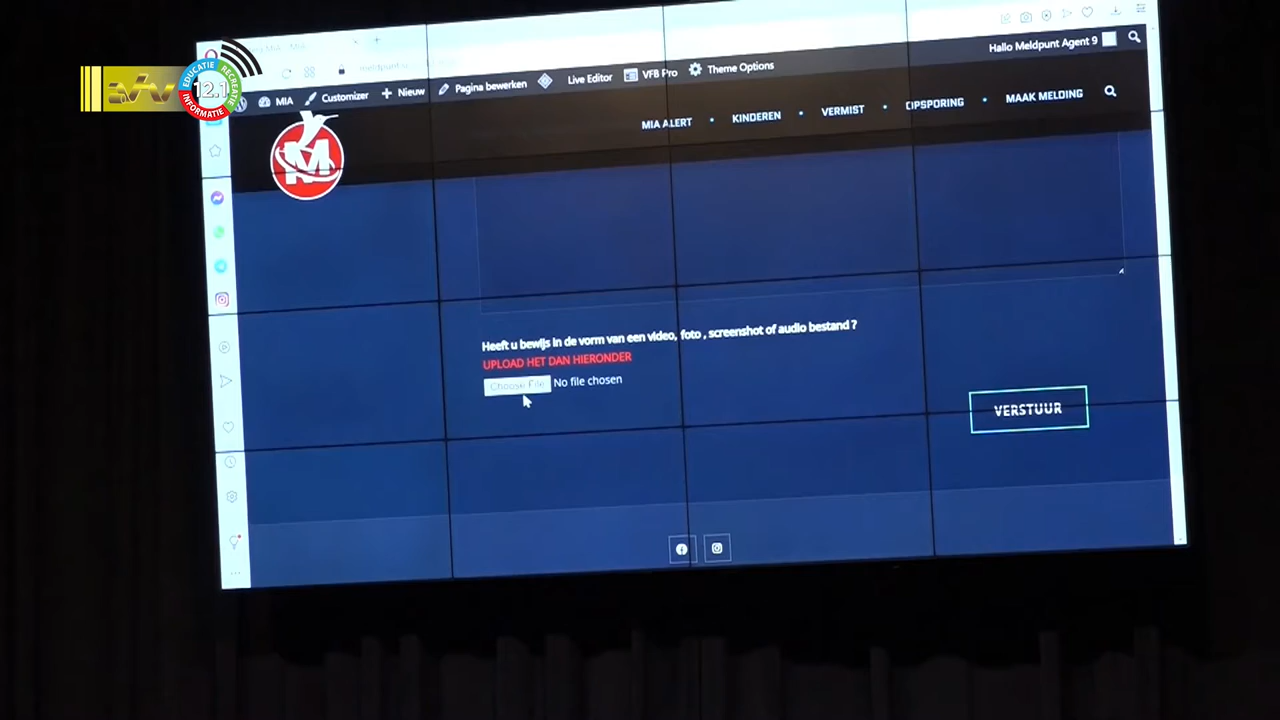 EDUCATIE
RECREATIE
INFORMATIE
12.1
Hallo Meldpunt Agent 9
MIA
Customizer
Nieuw
Pagina bewerken
Live Editor
VFB Pro
Theme Options
M
MIA ALERT
KINDEREN
VERMIST
OPSPORING
MAAK MELDING
Heeft u bewijs in de vorm van een video, foto , screenshot of audio bestand ?
UPLOAD HET DAN HIERONDER
Choose File No file chosen
VERSTUUR